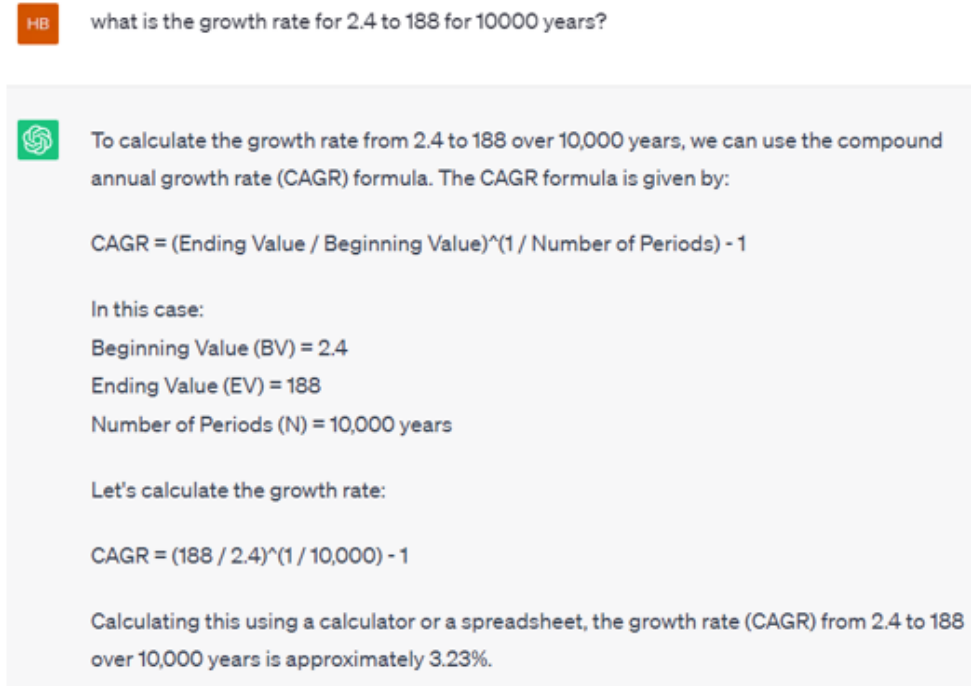 HB
what is the growth rate for 2.4 to 188 for 10000 years?
To calculate the growth rate from 2.4 to 188 over 10,000 years, we can use the compound
annual growth rate (CAGR) formula. The CAGR formula is given by:
CAGR = (Ending Value / Beginning Value)^(1 / Number of Periods) - 1
In this case:
Beginning Value (BV) = 2.4
Ending Value (EV) = 188
Number of Periods (N) = 10,000 years
Let's calculate the growth rate:
CAGR = (188 / 2.4)^(1 / 10,000) - 1
Calculating this using a calculator or a spreadsheet, the growth rate (CAGR) from 2.4 to 188
over 10,000 years is approximately 3.23%.